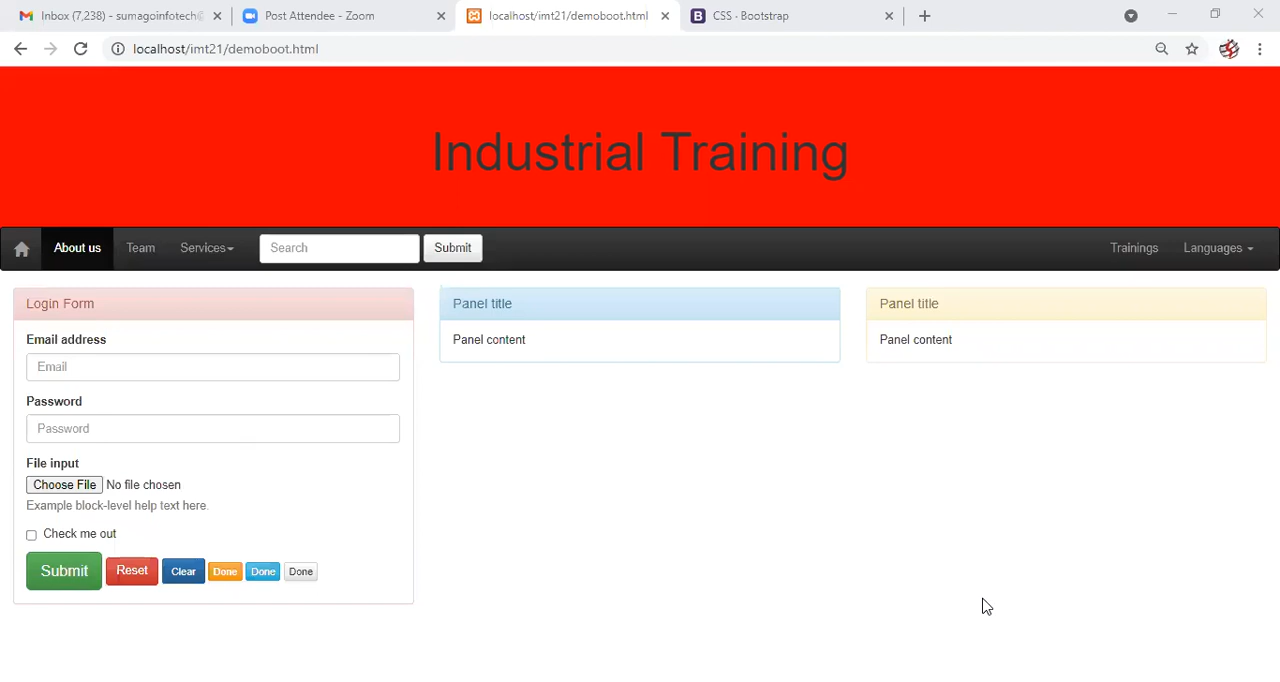 Inbox (7,238) - sumagoinfotech@
Post Attendee - Zoom
localhost/imt21/demoboot.html
B CSS · Bootstrap
localhost/imt21/demoboot.html
Industrial Training
About us Team Services Search Submit Trainings Languages
Login Form
Email address
Email
Password
Password
File input
Choose File No file chosen
Example block-level help text here.
Check me out
Submit Reset Clear Done Done Done
Panel title
Panel content
Panel title
Panel content